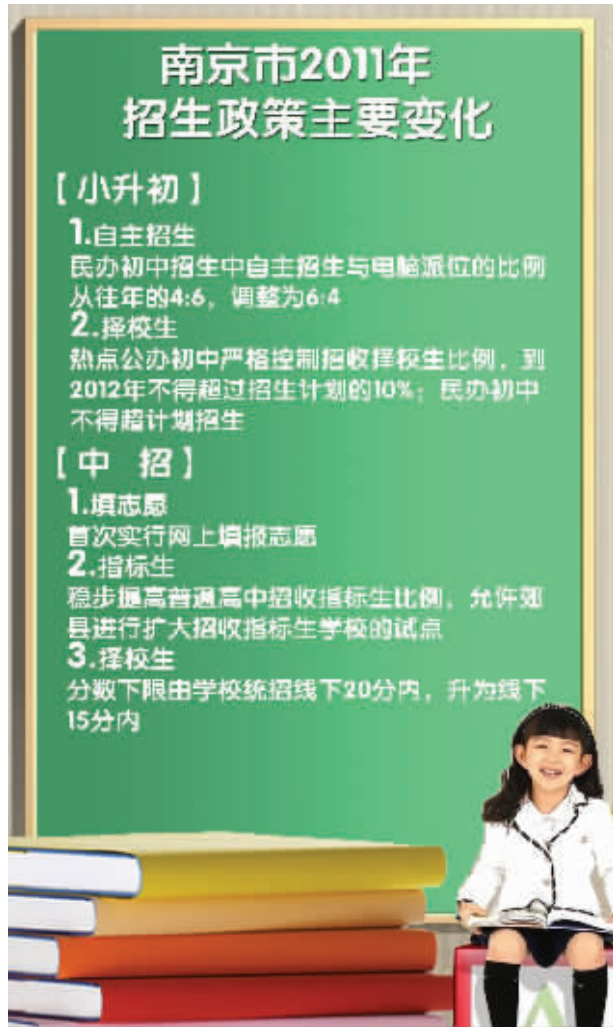 南京市2011年
招生政策主要变化
【小升初】
1.自主招生
民办初中招生中自主招生与电脑派位的比例
从往年的4:6，调整为6:4
2.择校生
热点公办初中严格控制招收择校生比例，到
2012年不得超过招生计划的10%；民办初中
不得超计划招生
【中 招】
1.填志愿
首次实行网上填报志愿
2.指标生
稳步提高普通高中招收指标生比例，允许郊
县进行扩大招收指标生学校的试点
3.择校生
分数下限由学校统招线下20分内，升为线下
15分内